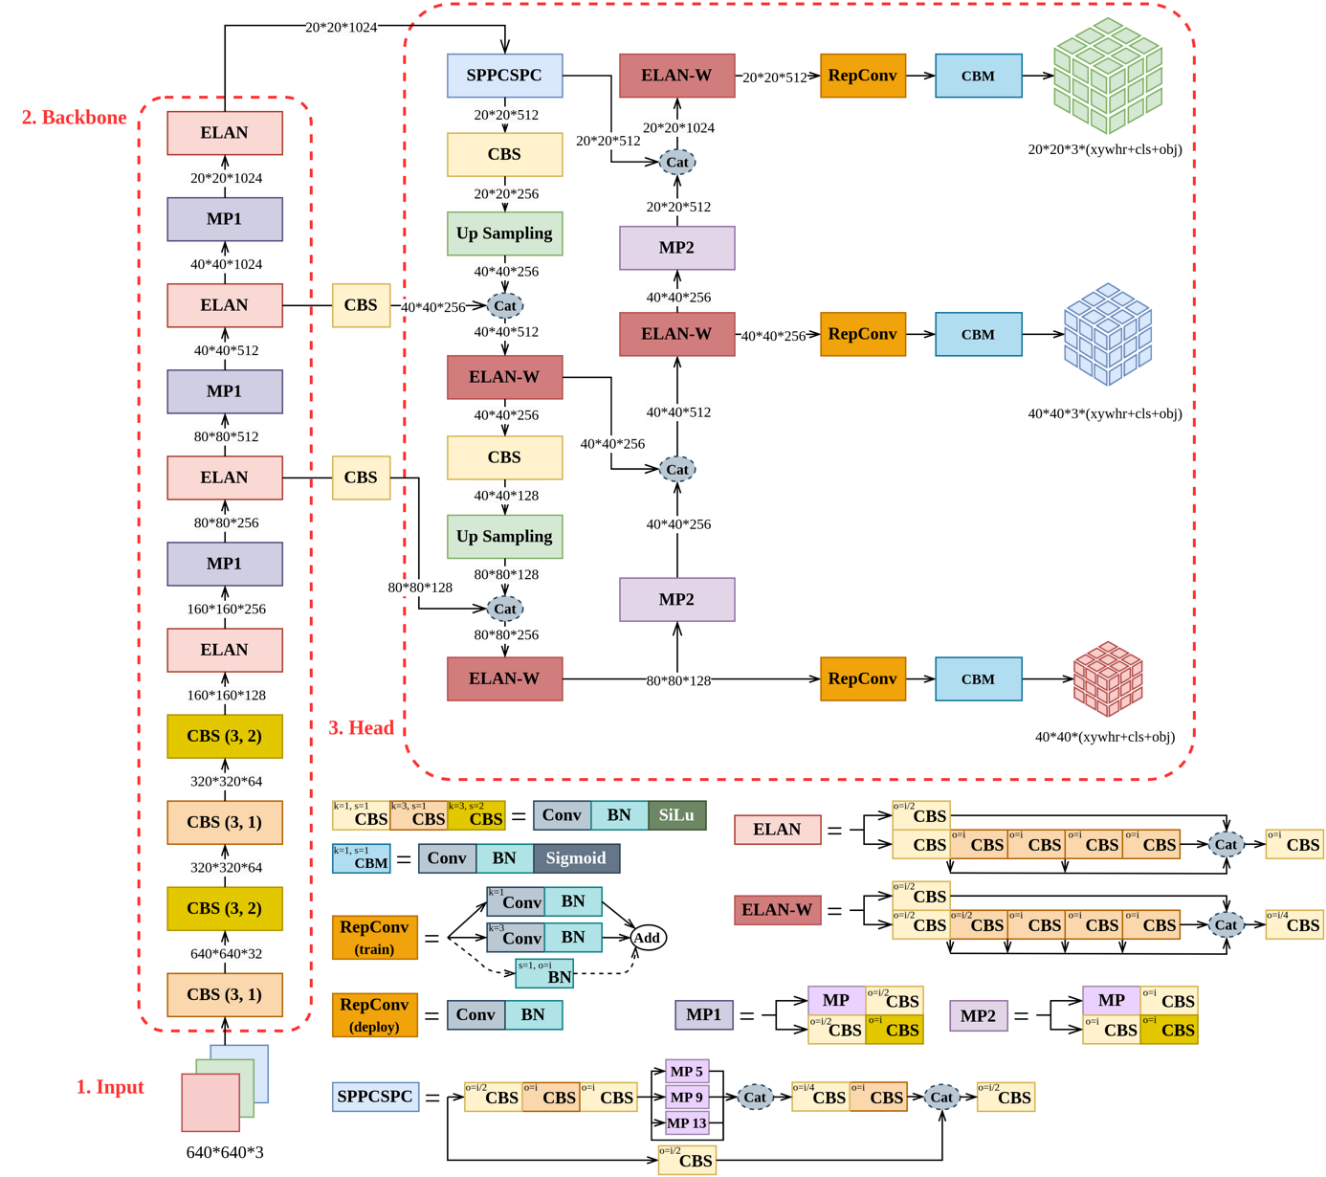 2. Backbone
ELAN
20*20*1024
MP1
40*40*1024
ELAN
40*40*512
MP1
80*80*512
ELAN
80*80*256
MP1
160*160*256
ELAN
160*160*128
CBS (3, 2)
320*320*64
CBS (3, 1)
320*320*64
CBS (3, 2)
640*640*32
CBS (3, 1)
1. Input
640*640*3
20*20*1024
CBS
40*40*256
CBS
80*80*128
3. Head
SPPCSPC
20*20*512
CBS
20*20*256
Up Sampling
40*40*256
Cat
40*40*512
ELAN-W
40*40*256
CBS
40*40*128
Up Sampling
80*80*128
Cat
80*80*256
ELAN-W
20*20*512
40*40*256
80*80*128
ELAN-W
20*20*1024
Cat
20*20*512
MP2
40*40*256
ELAN-W
40*40*512
Cat
40*40*256
MP2
20*20*512
RepConv
CBM
20*20*3*(xywhr+cls+obj)
40*40*256
RepConv
CBM
40*40*3*(xywhr+cls+obj)
RepConv
CBM
40*40*(xywhr+cls+obj)
k=1, s=1 CBS k=3, s=1 CBS k=3, s=2 CBS = Conv BN SiLu
k=1, s=1 CBM = Conv BN Sigmoid
RepConv
(train)
=
k=1 Conv BN
k=3 Conv BN
Add
s=1, o=i BN
RepConv
(deploy)
= Conv BN
ELAN =
o=i/2 CBS
CBS o=i CBS o=i CBS o=i CBS o=i CBS Cat o=i CBS
ELAN-W =
o=i/2 CBS
o=i/2 CBS o=i/2 CBS o=i CBS o=i CBS o=i CBS Cat o=i/4 CBS
MP1 =
MP o=i/2 CBS
o=i/2 CBS o=i CBS
MP2 =
MP o=i CBS
o=i CBS o=i CBS
SPPCSPC =
o=i/2 CBS o=i CBS o=i CBS
MP 5
MP 9
MP 13
Cat
o=i/4 CBS o=i CBS
Cat
o=i/2 CBS
o=i/2 CBS